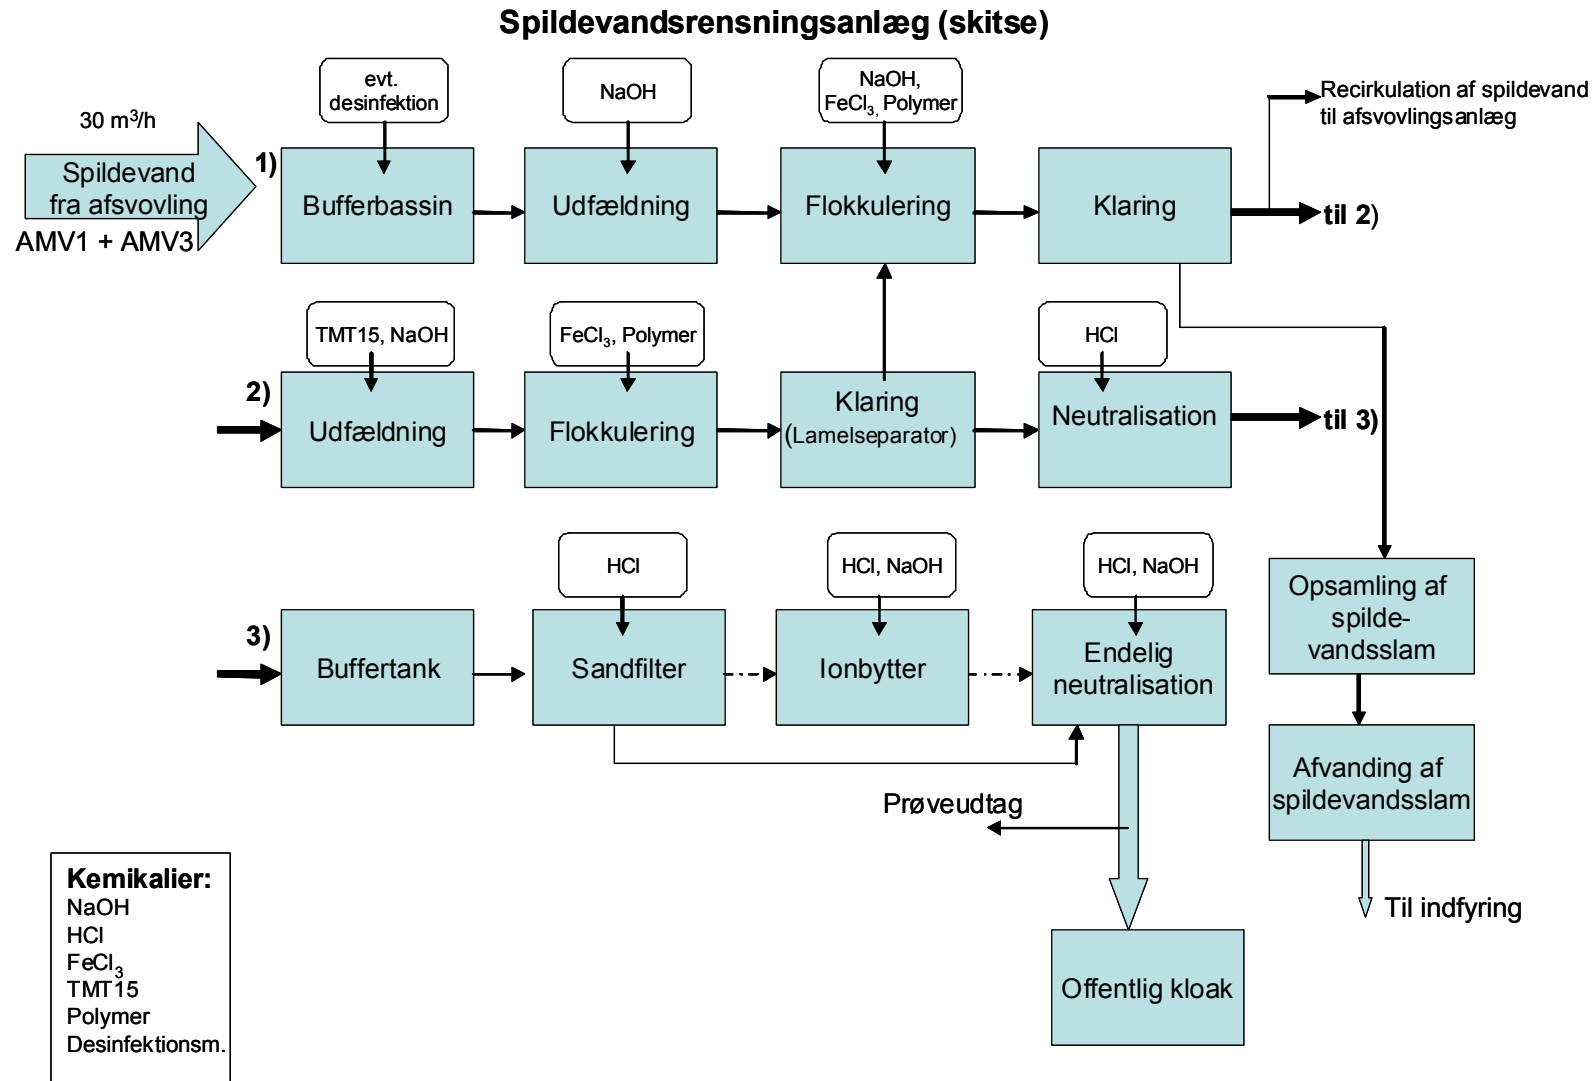 Spildevandsrensningsanlæg (skitse)
evt.
desinfektion
NaOH
NaOH,
FeCl₃, Polymer
Recirkulation af spildevand
til afsvovlingsanlæg
30 m³/h
Spildevand
fra afsvovling
AMV1 + AMV3
1)
Bufferbassin
Udfældning
Flokkulering
Klaring
til 2)
TMT15, NaOH
FeCl₃, Polymer
HCl
2)
Udfældning
Flokkulering
Klaring
(Lamelseparator)
Neutralisation
til 3)
HCl
HCl, NaOH
HCl, NaOH
3)
Buffertank
Sandfilter
Ionbytter
Endelig
neutralisation
Opsamling af
spilde-
vandsslam
Afvanding af
spildevandsslam
Prøveudtag
Til indfyring
Offentlig kloak
Kemikalier:
NaOH
HCl
FeCl₃
TMT15
Polymer
Desinfektionsm.